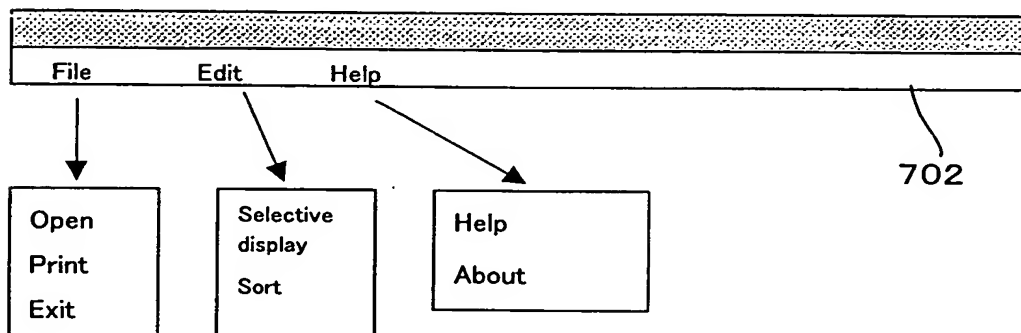 File Edit Help
702
Open
Print
Exit
Selective
display
Sort
Help
About